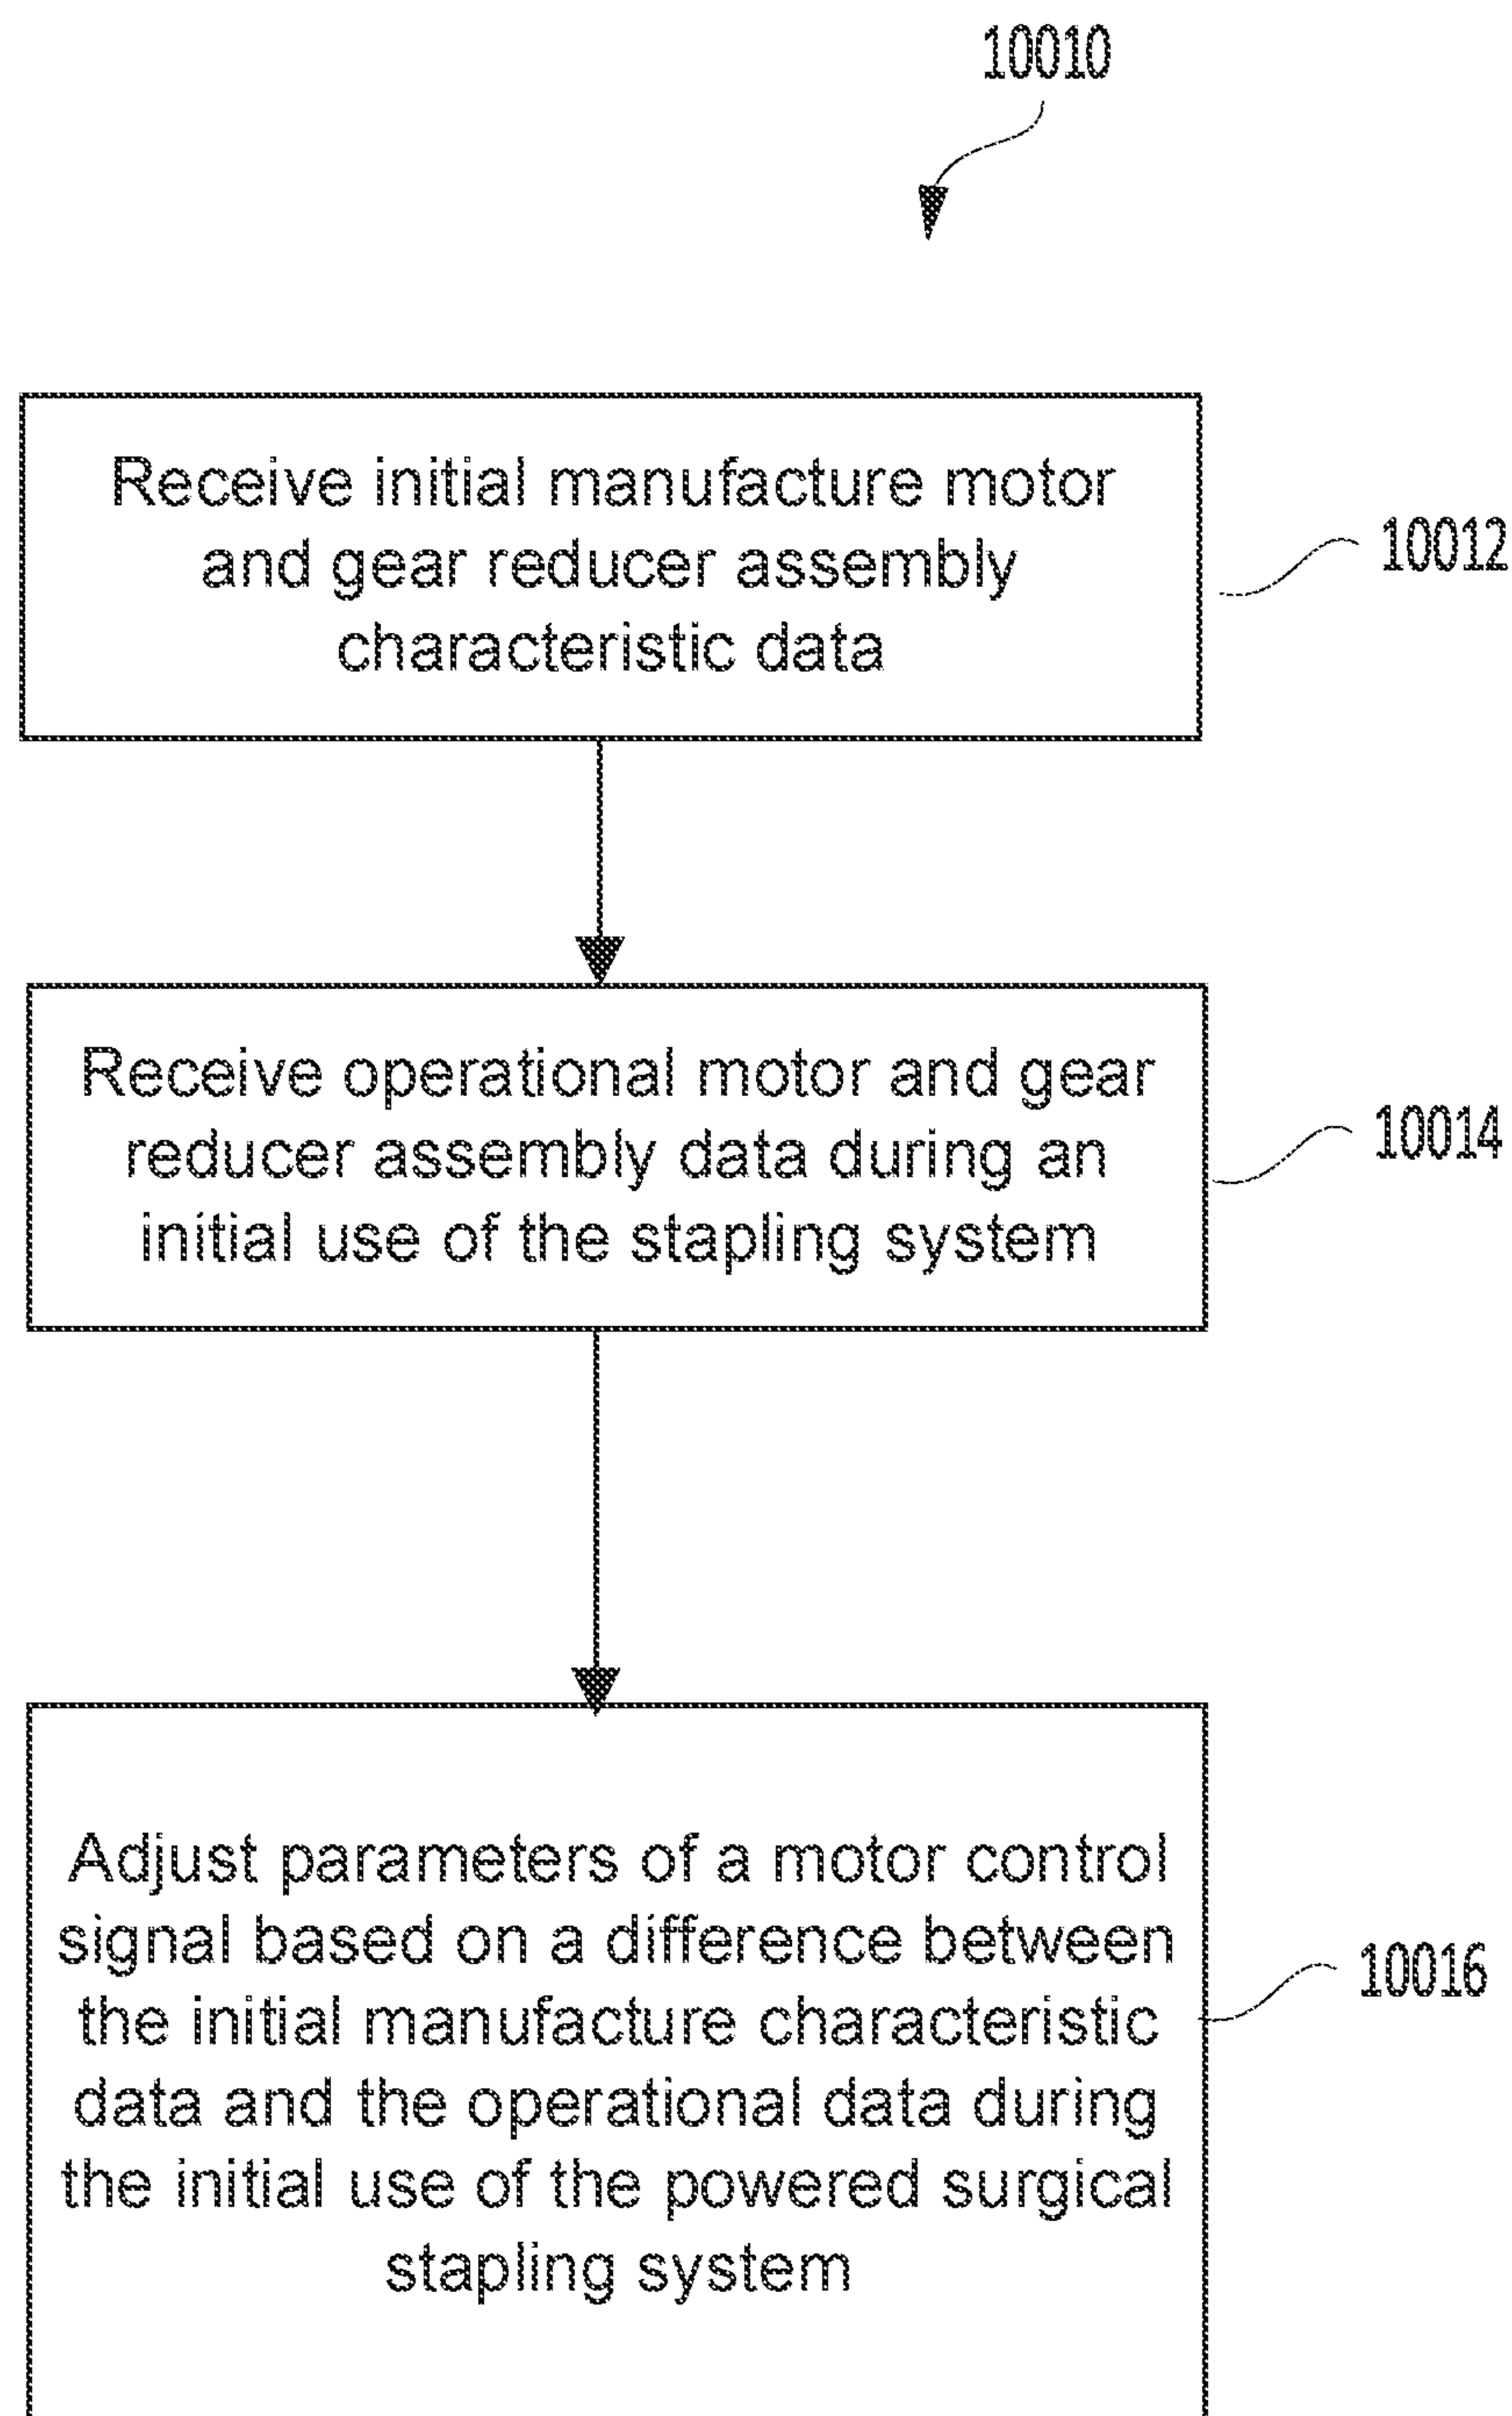 10010
Receive initial manufacture motor
and gear reducer assembly
characteristic data
10012
Receive operational motor and gear
reducer assembly data during an
initial use of the stapling system
10014
Adjust parameters of a motor control
signal based on a difference between
the initial manufacture characteristic
data and the operational data during
the initial use of the powered surgical
stapling system
10016